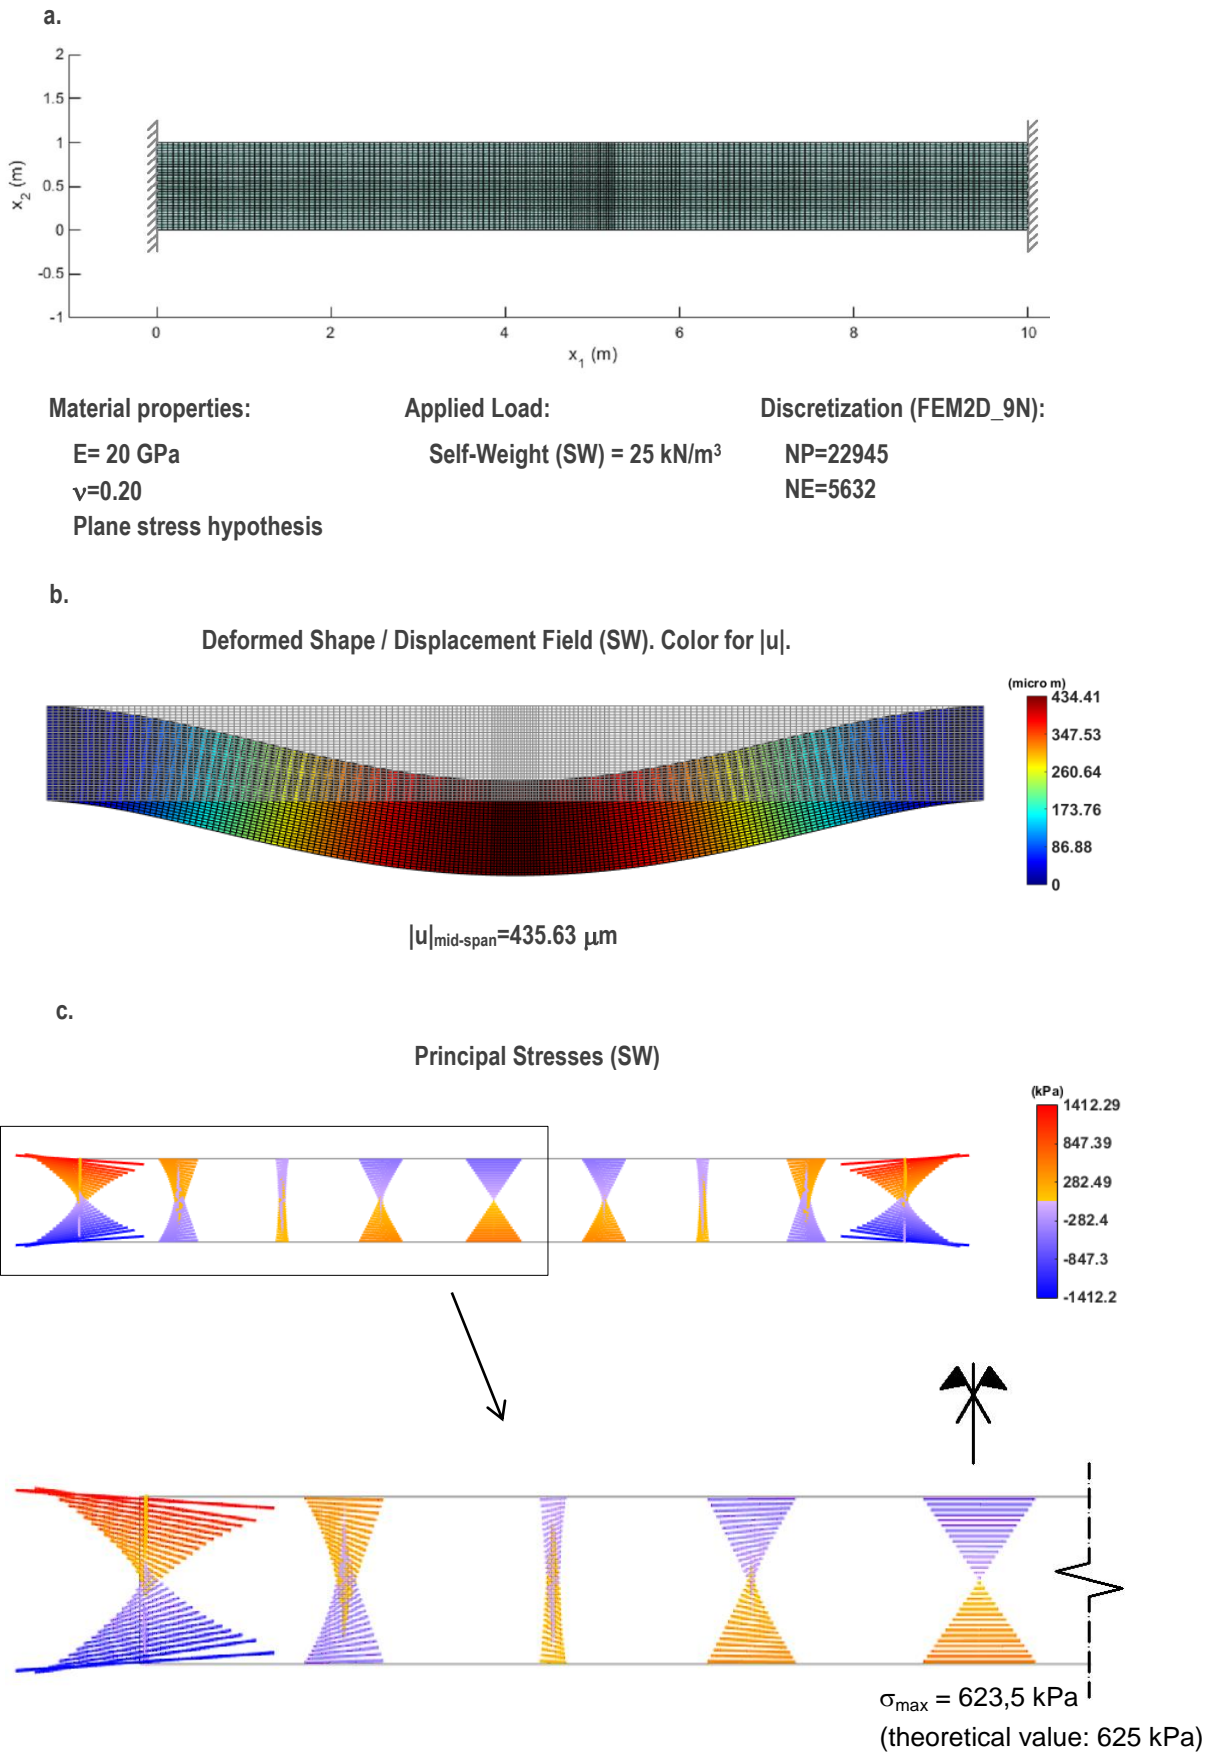 a.
2
1.5
1
0.5
0
-0.5
-1
x2 (m)
0 2 4 6 8 10
x1 (m)
Material properties: Applied Load: Discretization (FEM2D_9N):
E= 20 GPa Self-Weight (SW) = 25 kN/m³ NP=22945
ν=0.20 NE=5632
Plane stress hypothesis
b.
Deformed Shape / Displacement Field (SW). Color for |u|.
(micro m)
434.41
347.53
260.64
173.76
86.88
0
|u|mid-span=435.63 μm
c.
Principal Stresses (SW)
(kPa)
1412.29
847.39
282.49
-282.4
-847.3
-1412.2
σmax = 623,5 kPa
(theoretical value: 625 kPa)